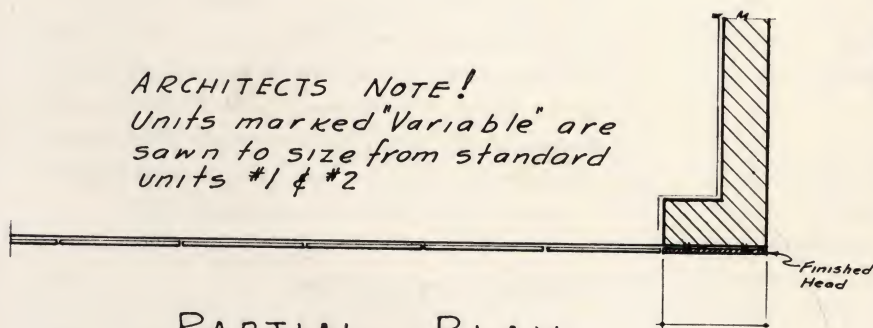 ARCHITECTS NOTE!
Units marked "Variable" are
sawn to size from standard
units #1 & #2
Finished
Head